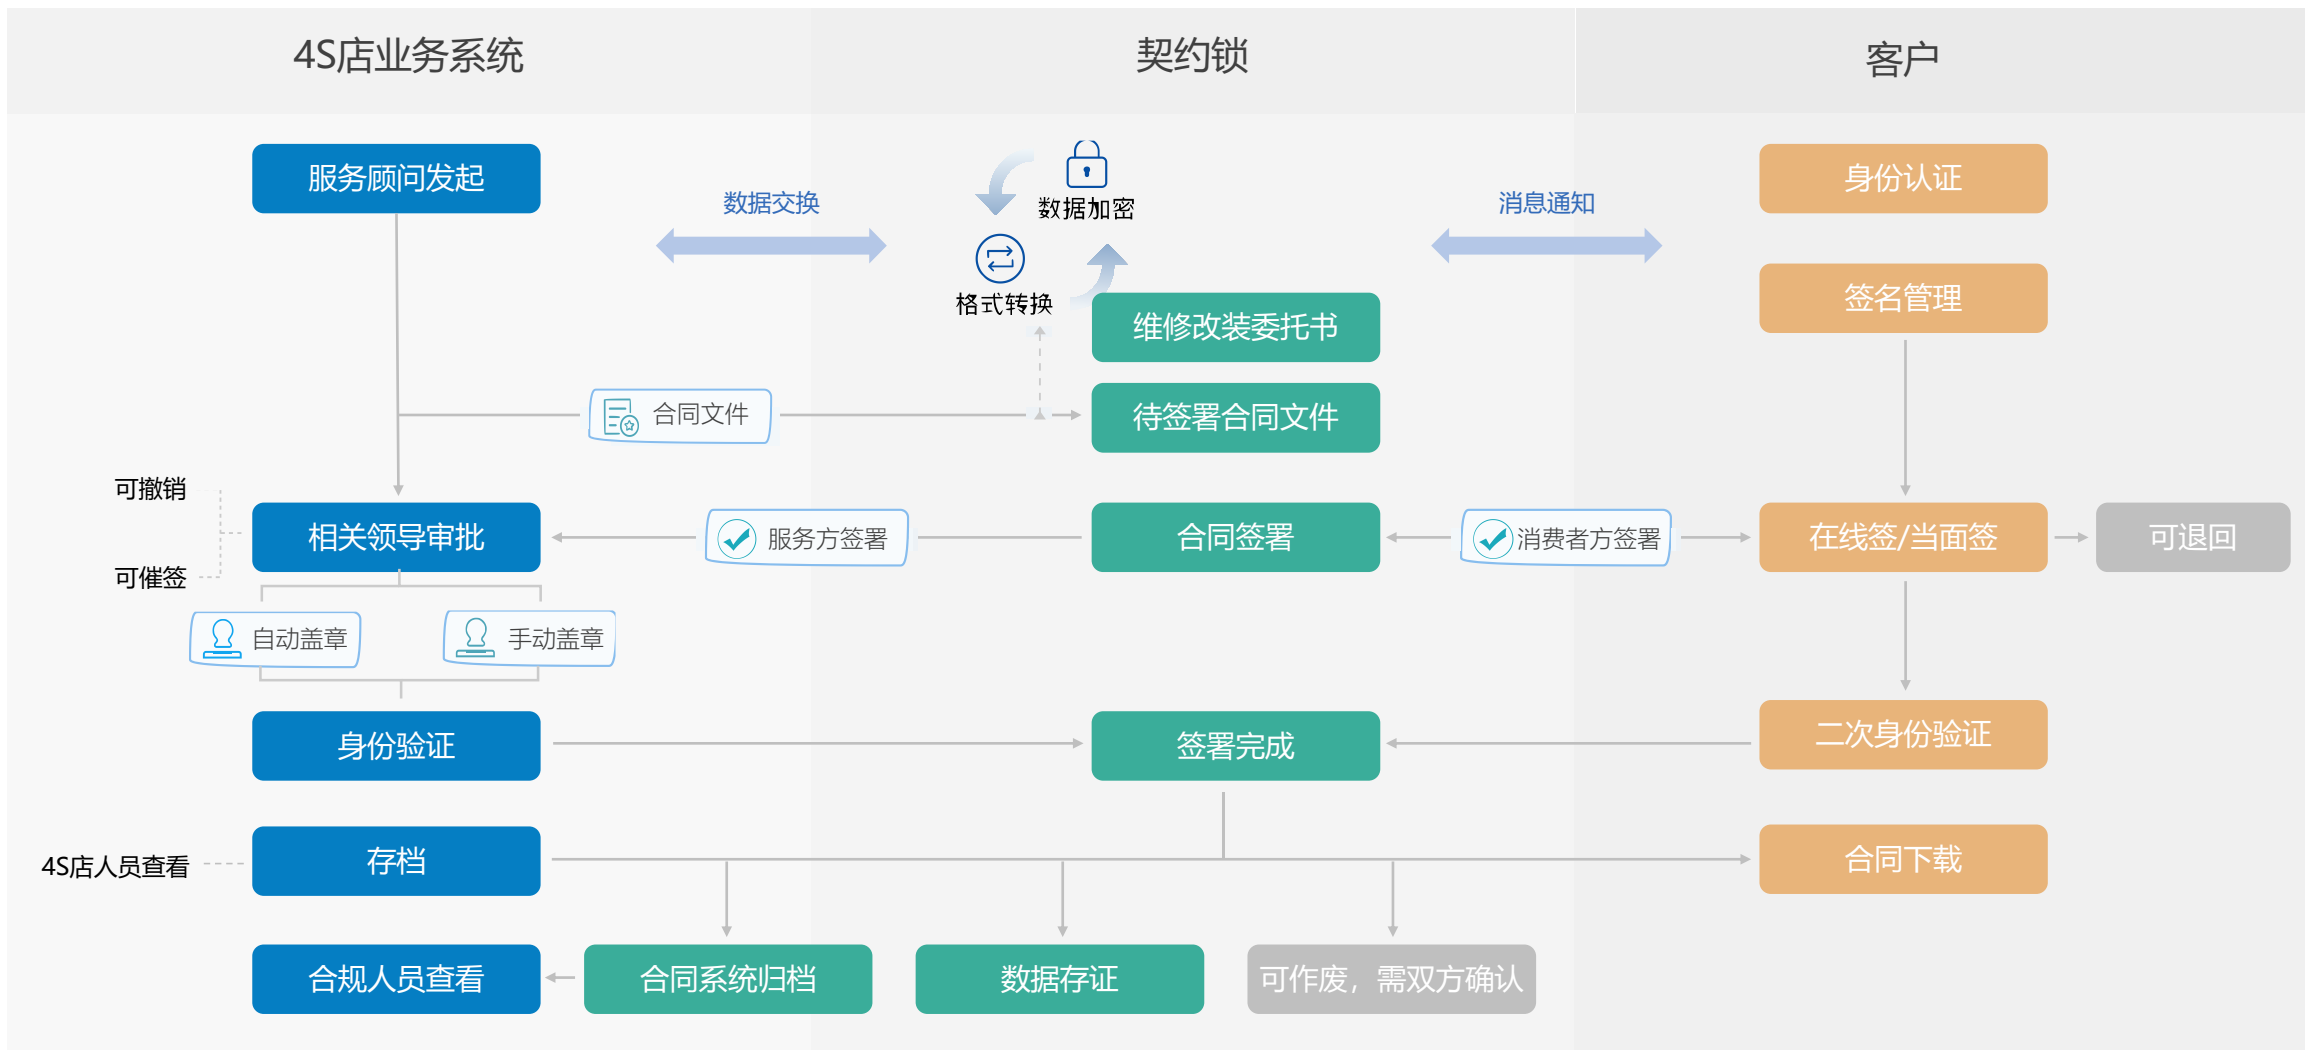 4S店业务系统
契约锁
客户
服务顾问发起
数据交换
数据加密
格式转换
消息通知
身份认证
签名管理
维修改装委托书
合同文件
待签署合同文件
可撤销
可催签
相关领导审批
服务方签署
合同签署
消费者方签署
在线签/当面签
可退回
自动盖章
手动盖章
身份验证
签署完成
二次身份验证
4S店人员查看
存档
合同下载
合规人员查看
合同系统归档
数据存证
可作废，需双方确认